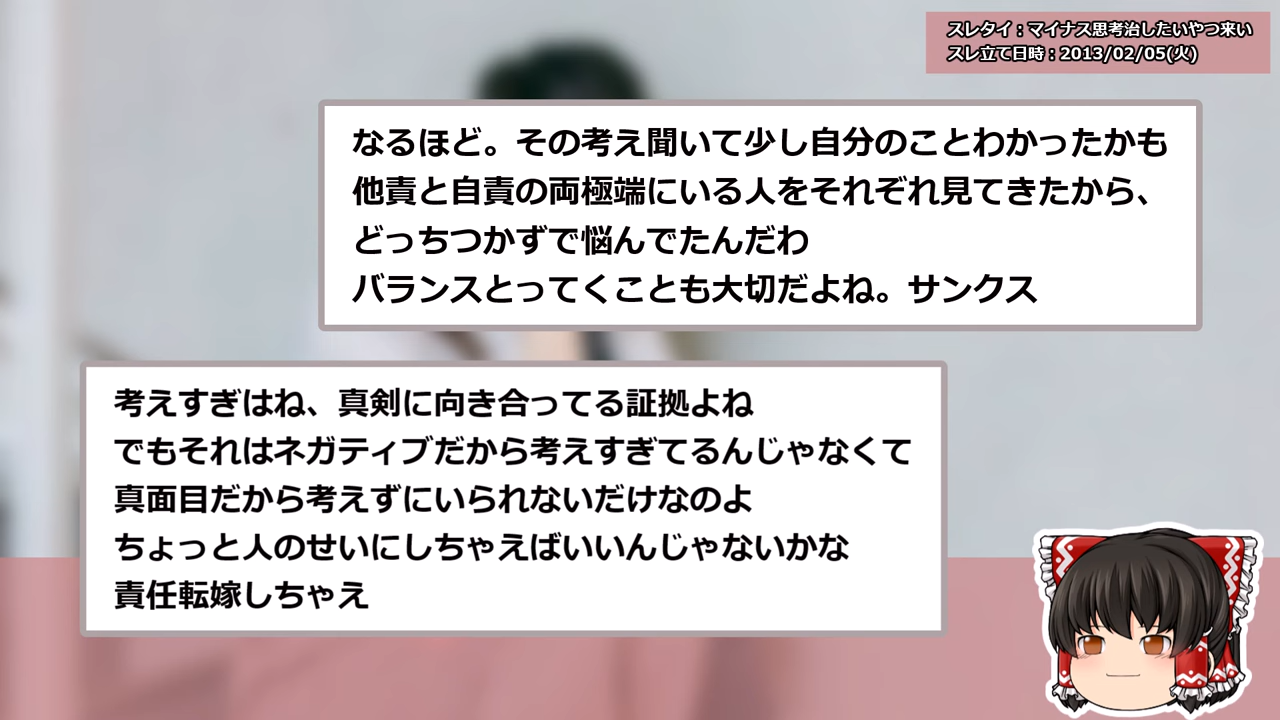 スレタイ：マイナス思考治したいやつ来い
スレ立て日時：2013/02/05(火)
なるほど。その考え聞いて少し自分のことわかったかも
他責と自責の両極端にいる人をそれぞれ見てきたから、
どっちつかずで悩んでたんだわ
バランスとってくことも大切だよね。サンクス
考えすぎはね、真剣に向き合ってる証拠よね
でもそれはネガティブだから考えすぎてるんじゃなくて
真面目だから考えずにいられないだけなのよ
ちょっと人のせいにしちゃえばいいんじゃないかな
責任転嫁しちゃえ